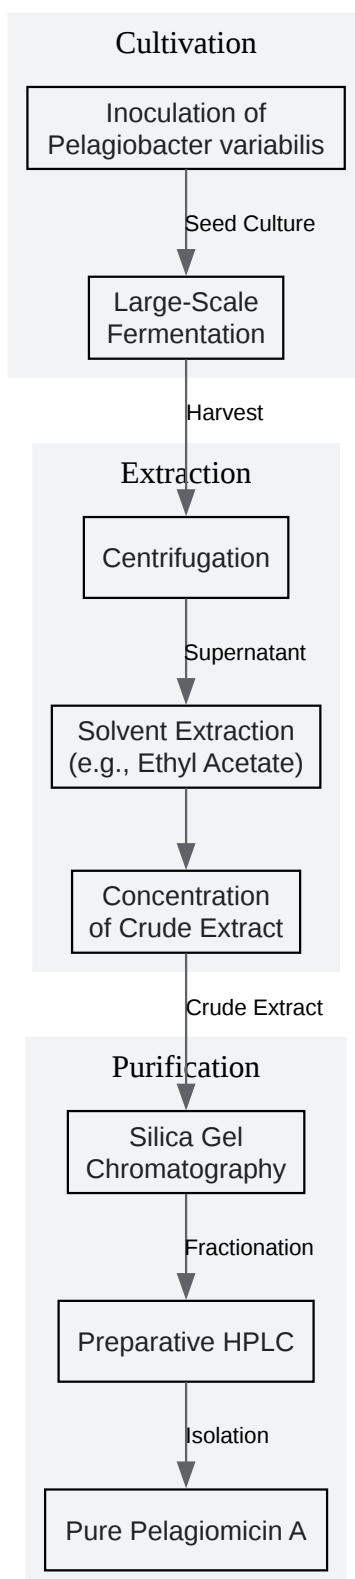 Cultivation
Inoculation of
Pelagiobacter variabilis
Seed Culture
Large-Scale
Fermentation
Harvest
Extraction
Centrifugation
Supernatant
Solvent Extraction
(e.g., Ethyl Acetate)
Concentration
of Crude Extract
Crude Extract
Purification
Silica Gel
Chromatography
Fractionation
Preparative HPLC
Isolation
Pure Pelagiomicin A